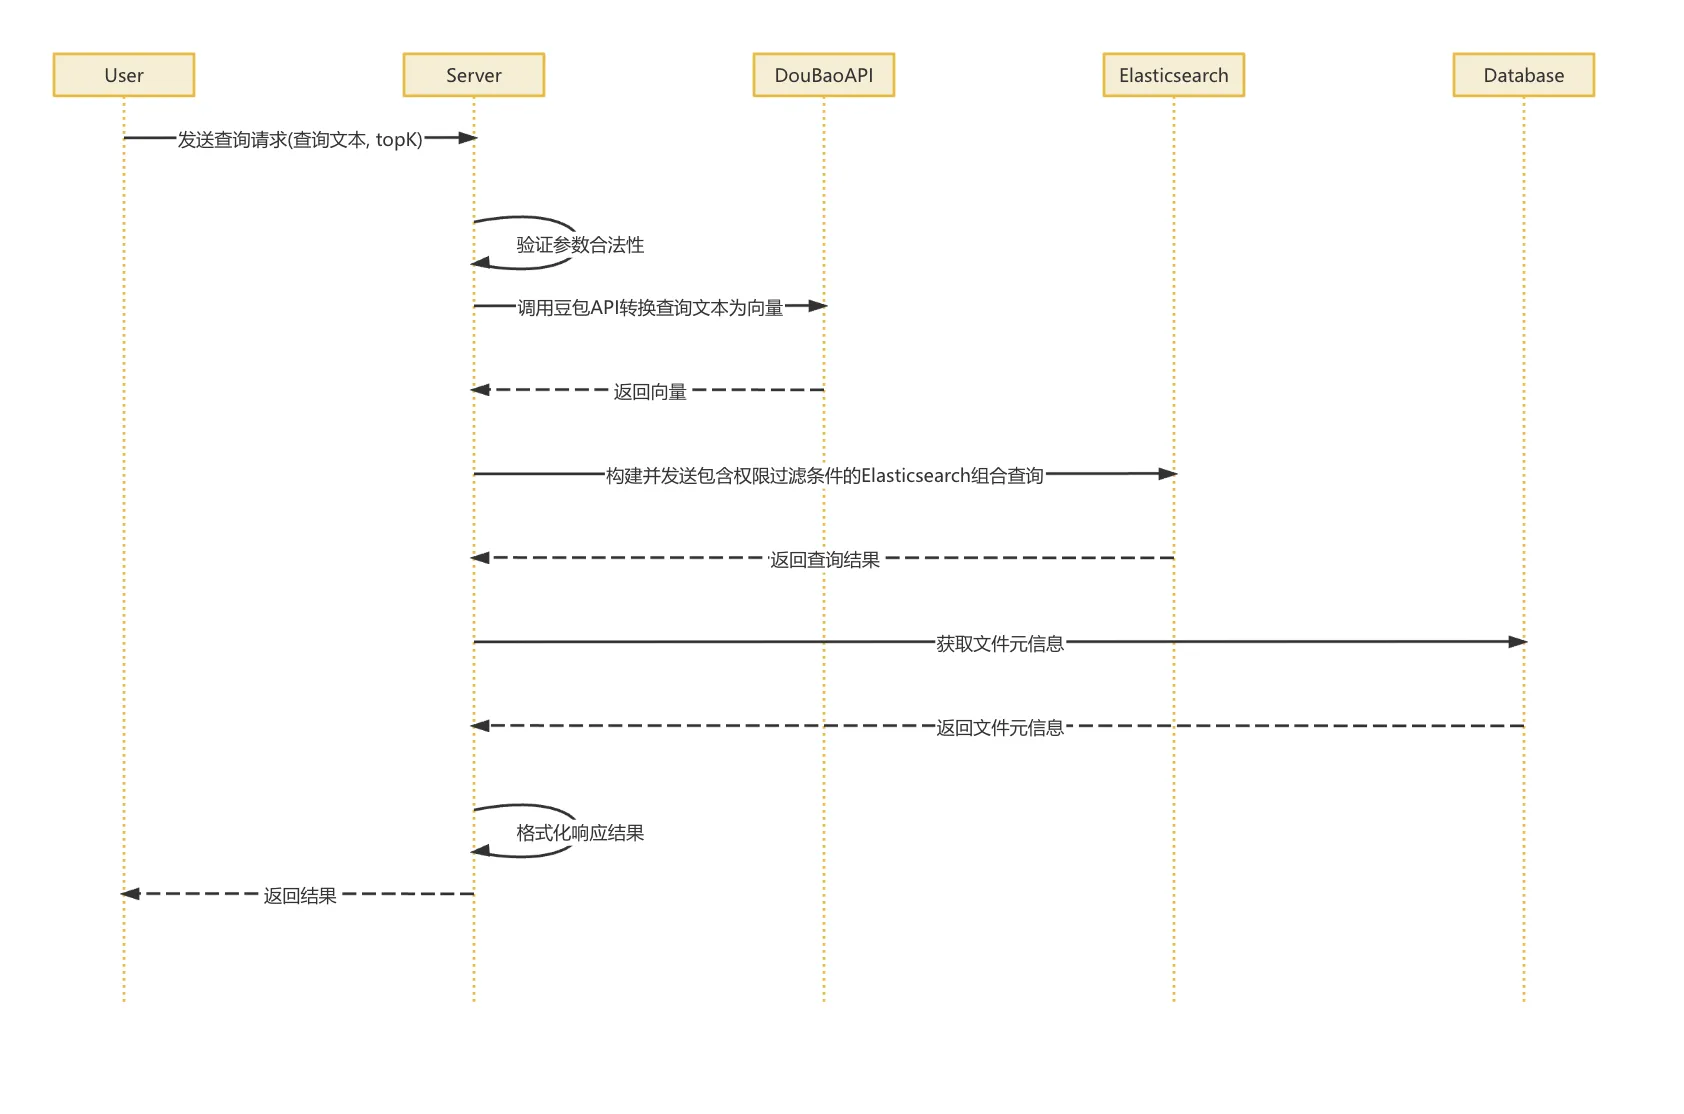 User
Server
DouBaoAPI
Elasticsearch
Database
发送查询请求(查询文本, topK)
验证参数合法性
调用豆包API转换查询文本为向量
返回向量
构建并发送包含权限过滤条件的Elasticsearch组合查询
返回查询结果
获取文件元信息
返回文件元信息
格式化响应结果
返回结果